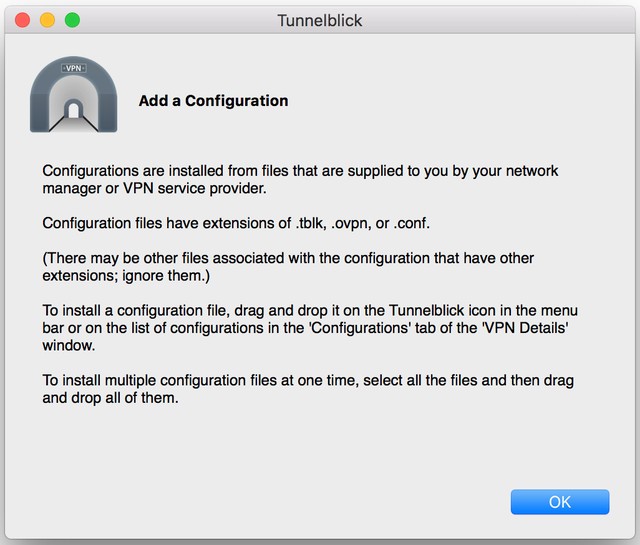 Tunnelblick
VPN
Add a Configuration
Configurations are installed from files that are supplied to you by your network
manager or VPN service provider.
Configuration files have extensions of .tblk, .ovpn, or .conf.
(There may be other files associated with the configuration that have other
extensions; ignore them.)
To install a configuration file, drag and drop it on the Tunnelblick icon in the menu
bar or on the list of configurations in the 'Configurations' tab of the 'VPN Details'
window.
To install multiple configuration files at one time, select all the files and then drag
and drop all of them.
OK